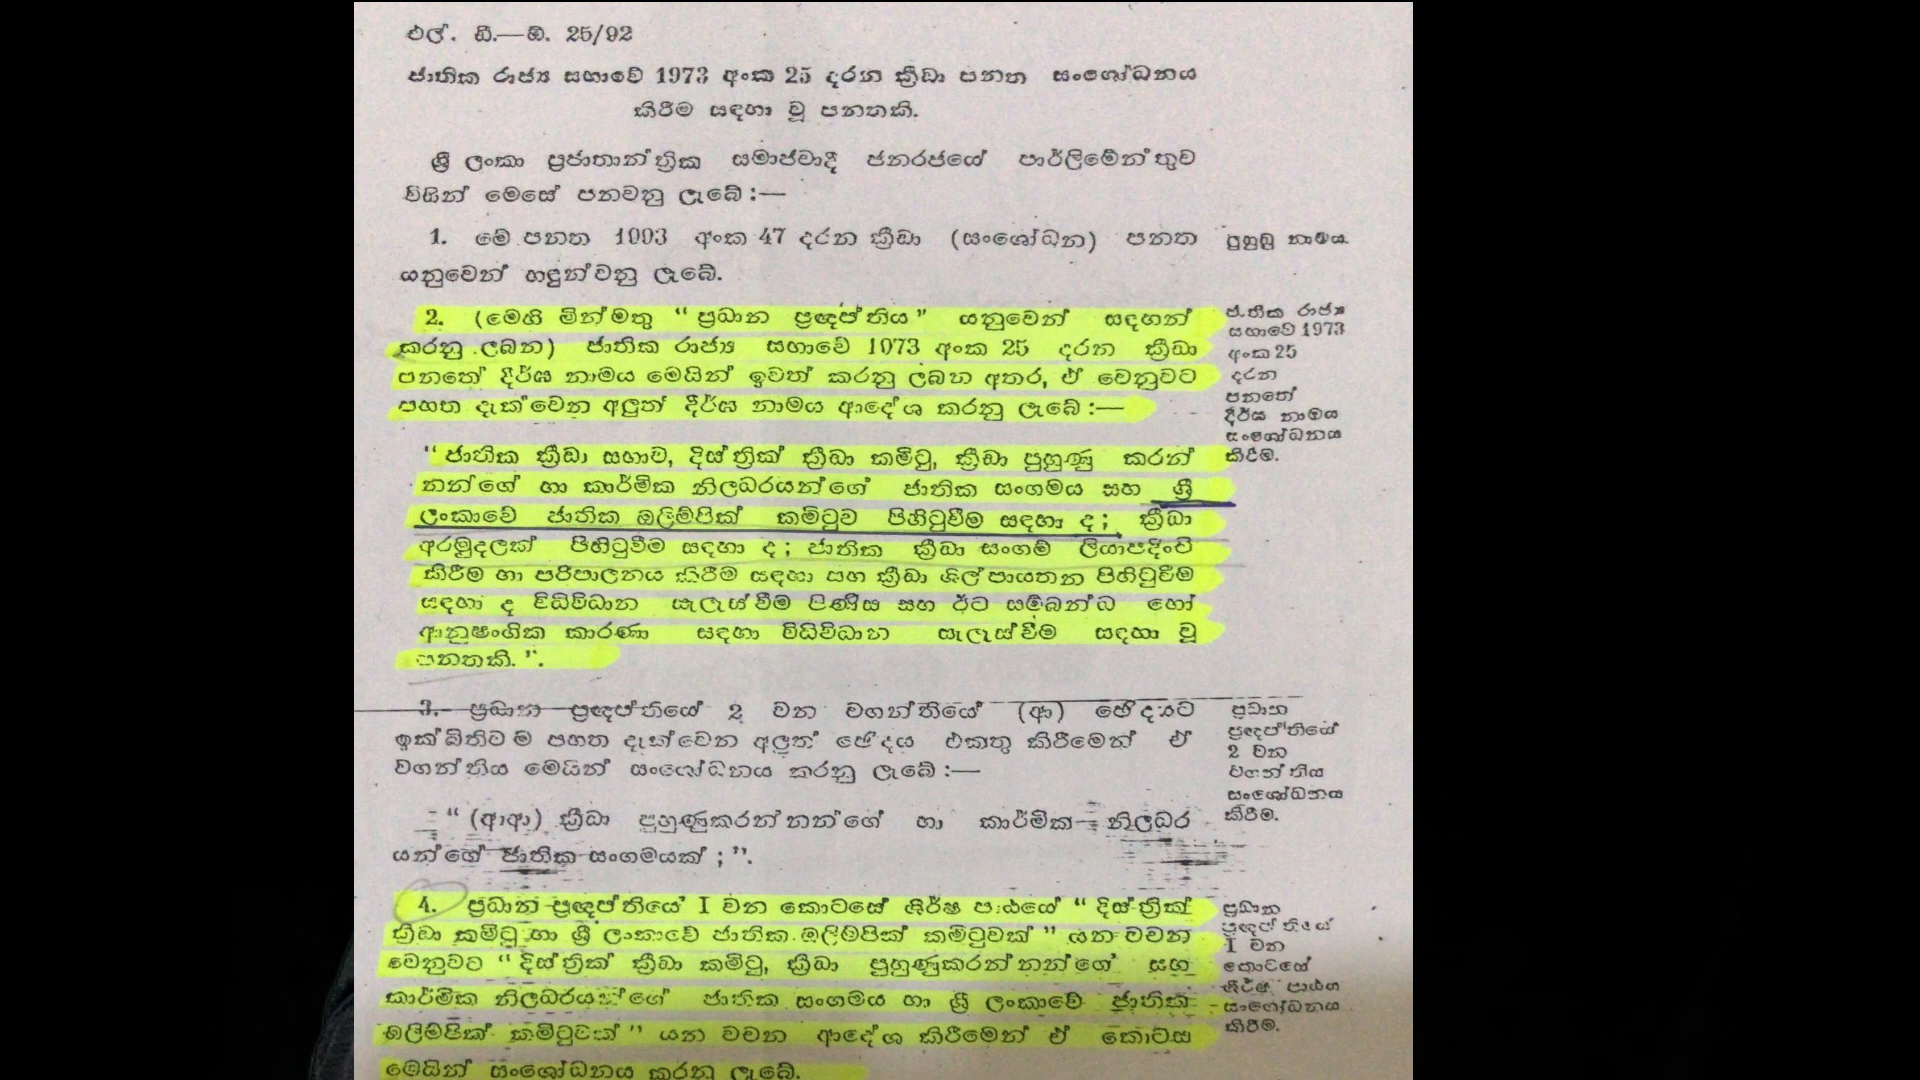 එල්. ඩී.—ඕ. 25/92
ජාතික රාජ්‍ය සභාවේ 1973 අංක 25 දරන ක්‍රීඩා පනත සංශෝධනය
කිරීම සඳහා වූ පනතකි.
ශ්‍රී ලංකා ප්‍රජාතාන්ත්‍රික සමාජවාදී ජනරජයේ පාර්ලිමේන්තුව
විසින් මෙසේ පනවනු ලැබේ :—
1. මේ පනත 1993 අංක 47 දරන ක්‍රීඩා (සංශෝධන) පනත
යනුවෙන් හඳුන්වනු ලැබේ.
ලුහුඬු නාමය.
2. (මෙහි මින්මතු “ ප්‍රධාන ප්‍රඥප්තිය ” යනුවෙන් සඳහන්
කරනු ලබන) ජාතික රාජ්‍ය සභාවේ 1973 අංක 25 දරන ක්‍රීඩා
පනතේ දීර්ඝ නාමය මෙයින් ඉවත් කරනු ලබන අතර, ඒ වෙනුවට
පහත දැක්වෙන අලුත් දීර්ඝ නාමය ආදේශ කරනු ලැබේ :—
ජාතික රාජ්‍ය
සභාවේ 1973
අංක 25
දරන
පනතේ
දීර්ඝ නාමය
සංශෝධනය
කිරීම.
“ ජාතික ක්‍රීඩා සභාව, දිස්ත්‍රික් ක්‍රීඩා කමිටු, ක්‍රීඩා පුහුණු කරන්
නන්ගේ හා කාර්මික නිලධරයන්ගේ ජාතික සංගමය සහ ශ්‍රී
ලංකාවේ ජාතික ඔලිම්පික් කමිටුව පිහිටුවීම සඳහා ද ; ක්‍රීඩා
අරමුදලක් පිහිටුවීම සඳහා ද ; ජාතික ක්‍රීඩා සංගම් ලියාපදිංචි
කිරීම හා පරිපාලනය කිරීම සඳහා සහ ක්‍රීඩා ශිල්පායතන පිහිටුවීම
සඳහා ද විධිවිධාන සැලැස්වීම පිණිස සහ ඊට සම්බන්ධ හෝ
ආනුෂංගික කාරණා සඳහා විධිවිධාන සැලැස්වීම සඳහා වූ
පනතකි. ”.
3. ප්‍රධාන ප්‍රඥප්තියේ 2 වන වගන්තියේ (ආ) ඡේදයට
ඉක්බිතිව ම පහත දැක්වෙන අලුත් ඡේදය එකතු කිරීමෙන් ඒ
වගන්තිය මෙයින් සංශෝධනය කරනු ලැබේ :—
ප්‍රධාන
ප්‍රඥප්තියේ
2 වන
වගන්තිය
සංශෝධනය
කිරීම.
“ (ආආ) ක්‍රීඩා පුහුණුකරන්නන්ගේ හා කාර්මික නිලධර
යන්ගේ ජාතික සංගමයක් ; ”.
4. ප්‍රධාන ප්‍රඥප්තියේ I වන කොටසේ ශීර්ෂ පාඨයේ “ දිස්ත්‍රික්
ක්‍රීඩා කමිටු හා ශ්‍රී ලංකාවේ ජාතික ඔලිම්පික් කමිටුවක් ” යන වචන
වෙනුවට “ දිස්ත්‍රික් ක්‍රීඩා කමිටු, ක්‍රීඩා පුහුණුකරන්නන්ගේ සහ
කාර්මික නිලධරයන්ගේ ජාතික සංගමය හා ශ්‍රී ලංකාවේ ජාතික
ඔලිම්පික් කමිටුවක් ” යන වචන ආදේශ කිරීමෙන් ඒ කොටස
මෙයින් සංශෝධනය කරනු ලැබේ.
ප්‍රධාන
ප්‍රඥප්තියේ
I වන
කොටසේ
ශීර්ෂ පාඨය
සංශෝධනය
කිරීම.